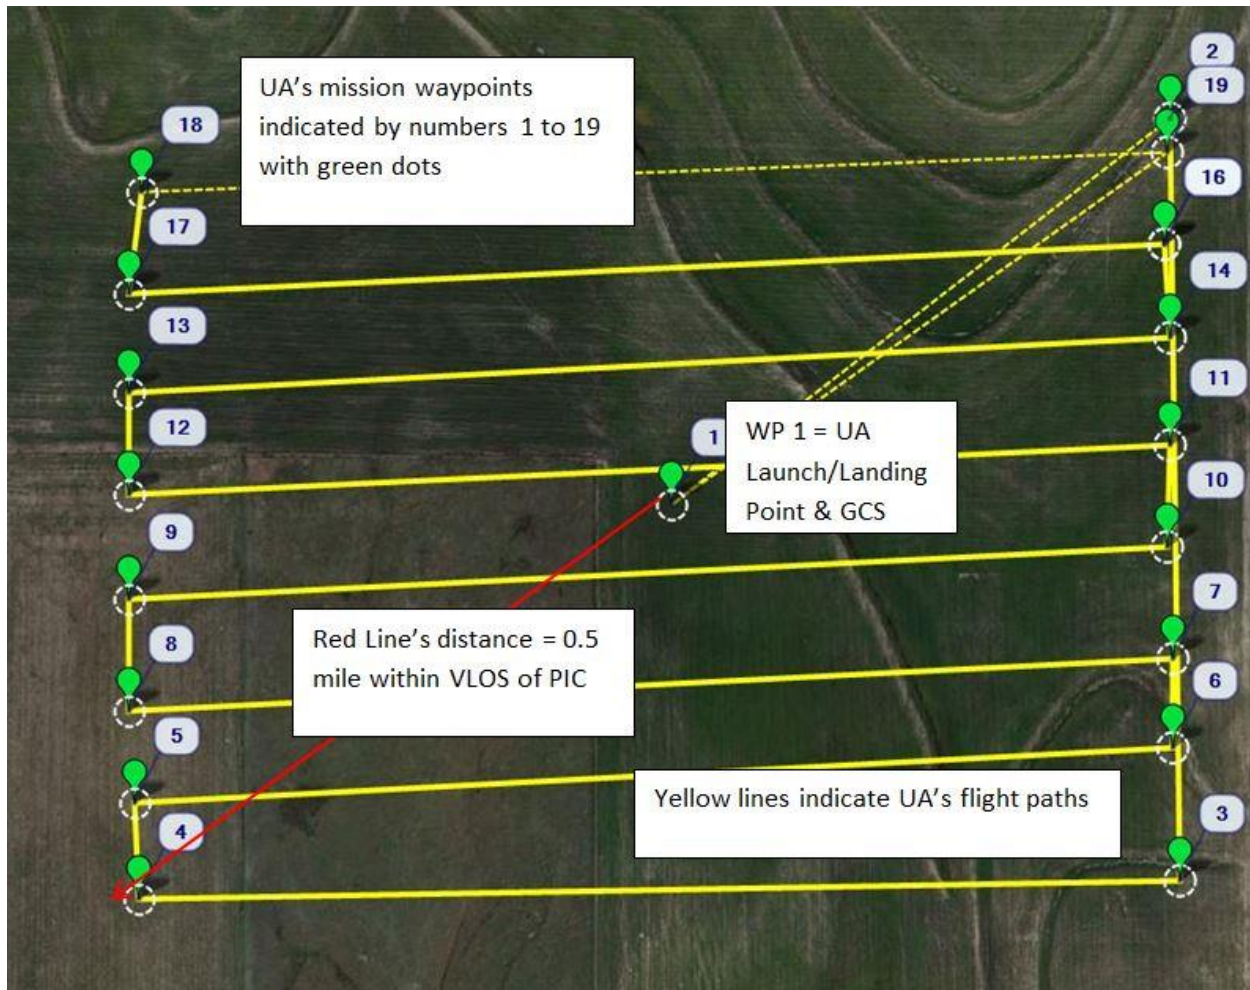 2
19
UA's mission waypoints
indicated by numbers 1 to 19
with green dots
18
16
17
14
13
11
12
1
WP 1 = UA
Launch/Landing
Point & GCS
10
9
7
Red Line's distance = 0.5
mile within VLOS of PIC
8
6
5
Yellow lines indicate UA's flight paths
4
3